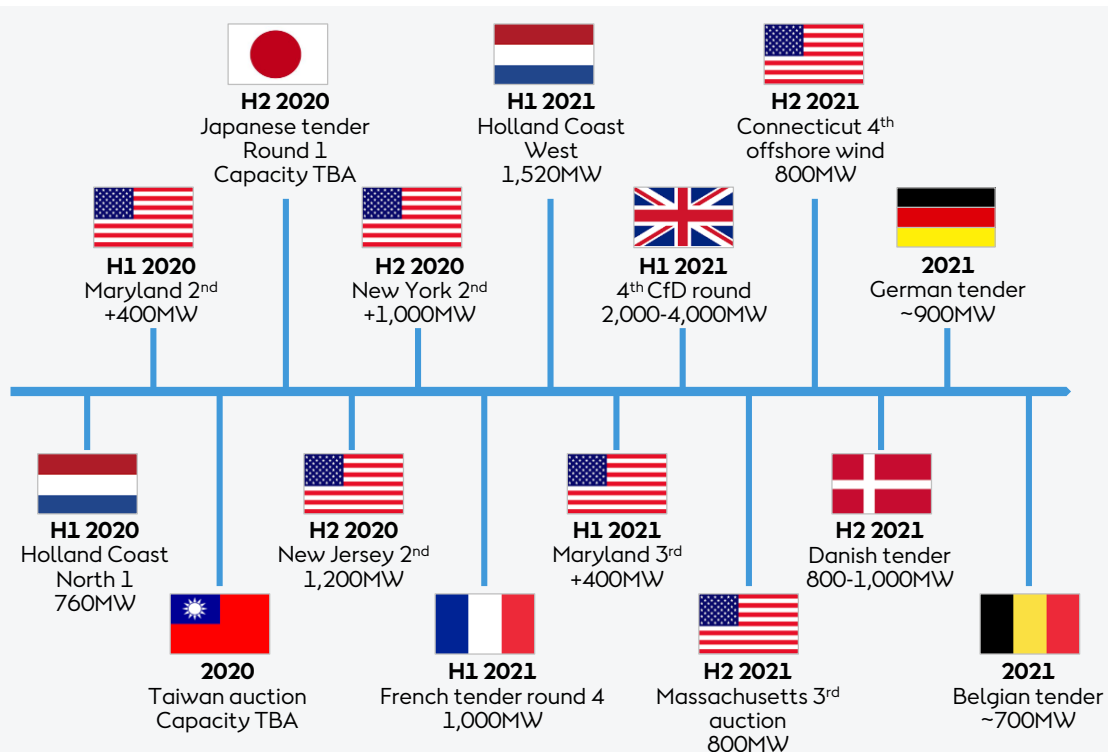 H2 2020
Japanese tender
Round 1
Capacity TBA
H1 2021
Holland Coast
West
1,520MW
H2 2021
Connecticut 4th
offshore wind
800MW
H1 2020
Maryland 2nd
+400MW
H2 2020
New York 2nd
+1,000MW
H1 2021
4th CfD round
2,000-4,000MW
2021
German tender
~900MW
H1 2020
Holland Coast
North 1
760MW
H2 2020
New Jersey 2nd
1,200MW
H1 2021
Maryland 3rd
+400MW
H2 2021
Danish tender
800-1,000MW
2020
Taiwan auction
Capacity TBA
H1 2021
French tender round 4
1,000MW
H2 2021
Massachusetts 3rd
auction
800MW
2021
Belgian tender
~700MW